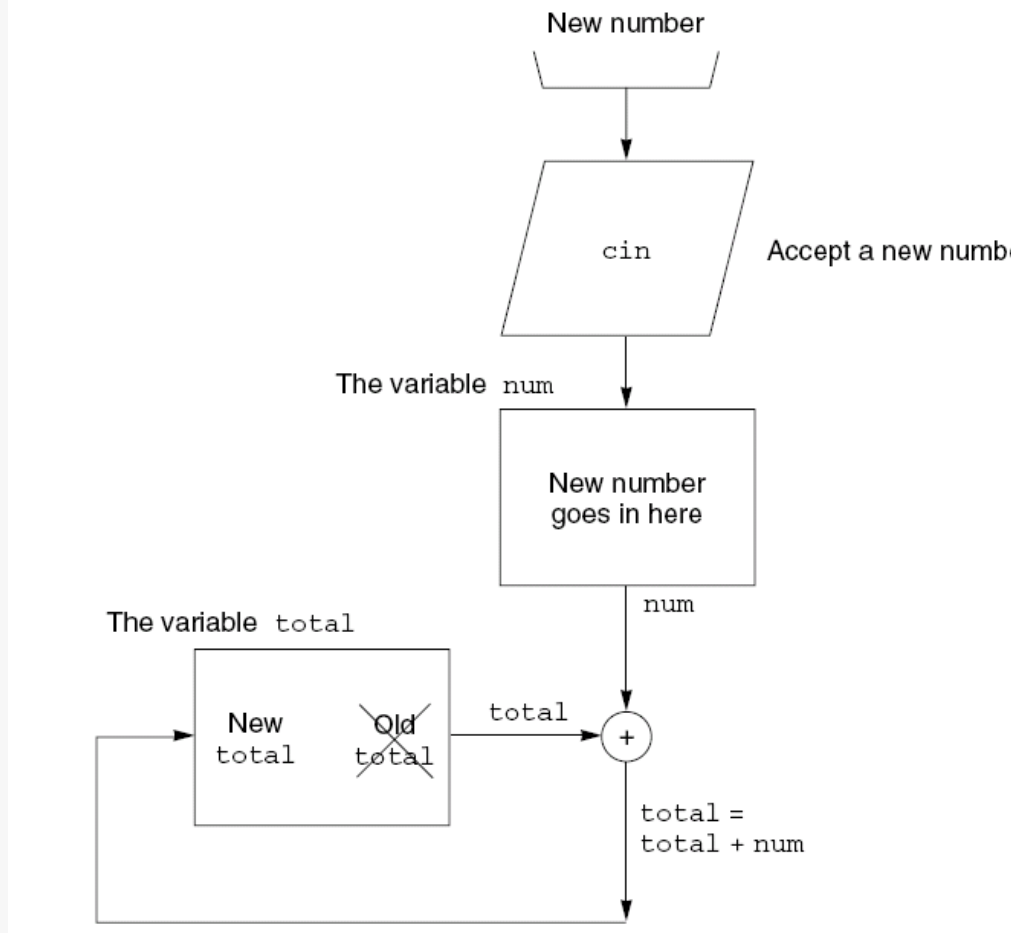 New number
cin
Accept a new numbe
The variable num
New number
goes in here
num
The variable total
New
total
Old
total
total
+
total =
total + num